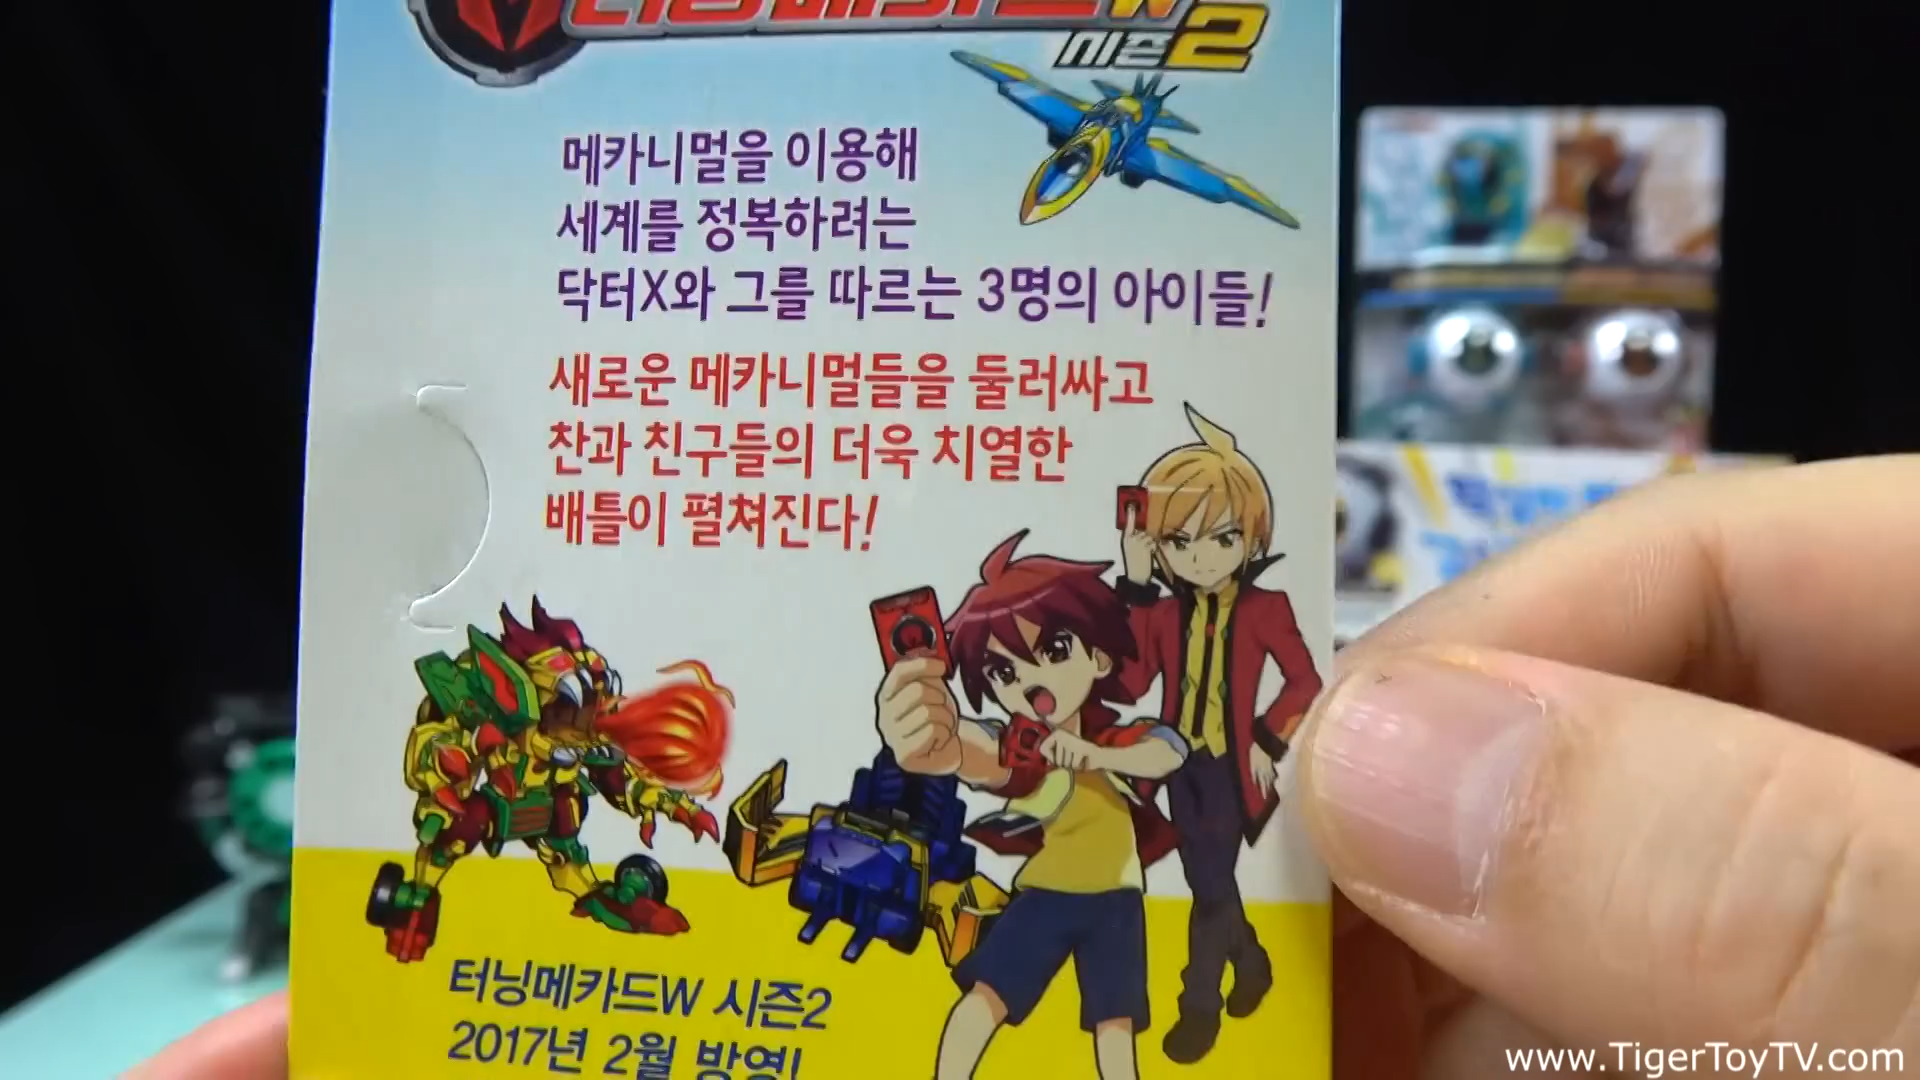 시즌2
메카니멀을 이용해
세계를 정복하려는
닥터X와 그를 따르는 3명의 아이들!
새로운 메카니멀들을 둘러싸고
찬과 친구들의 더욱 치열한
배틀이 펼쳐진다!
터닝메카드W 시즌2
2017년 2월 방영!
www.TigerToyTV.com